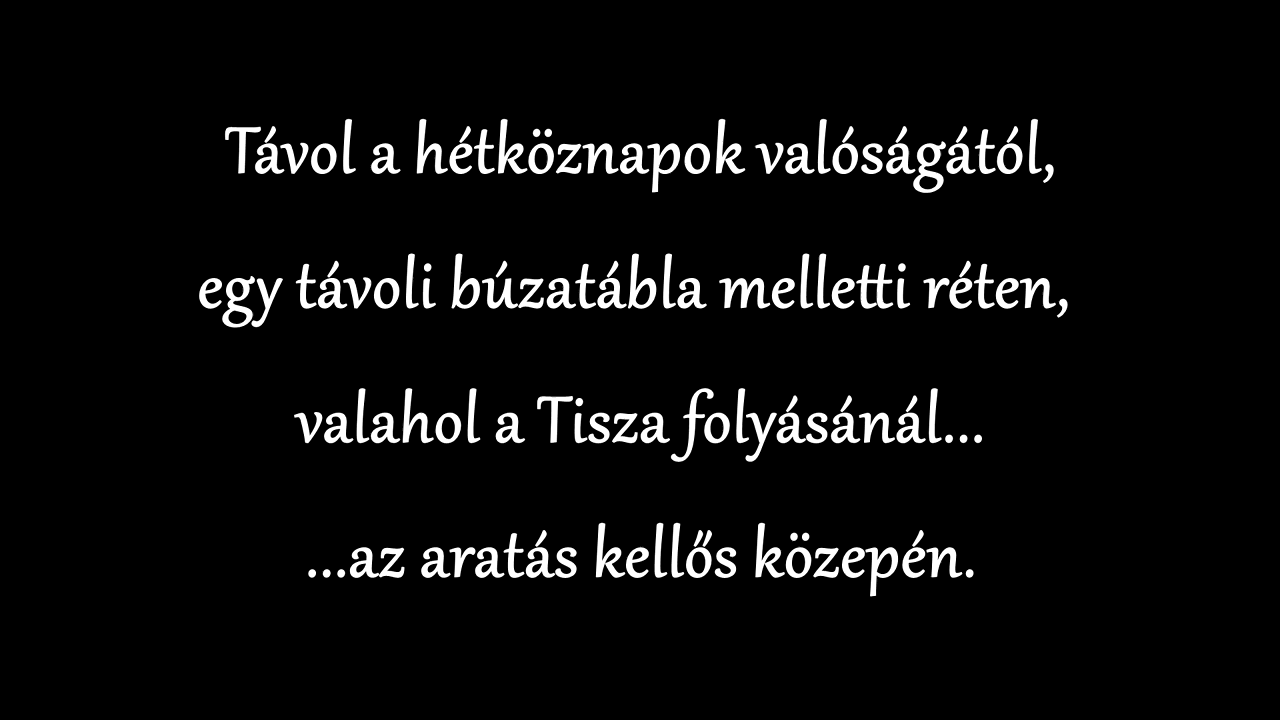 Távol a hétköznapok valóságától,
egy távoli búzatábla melletti réten,
valahol a Tisza folyásánál...
...az aratás kellős közepén.